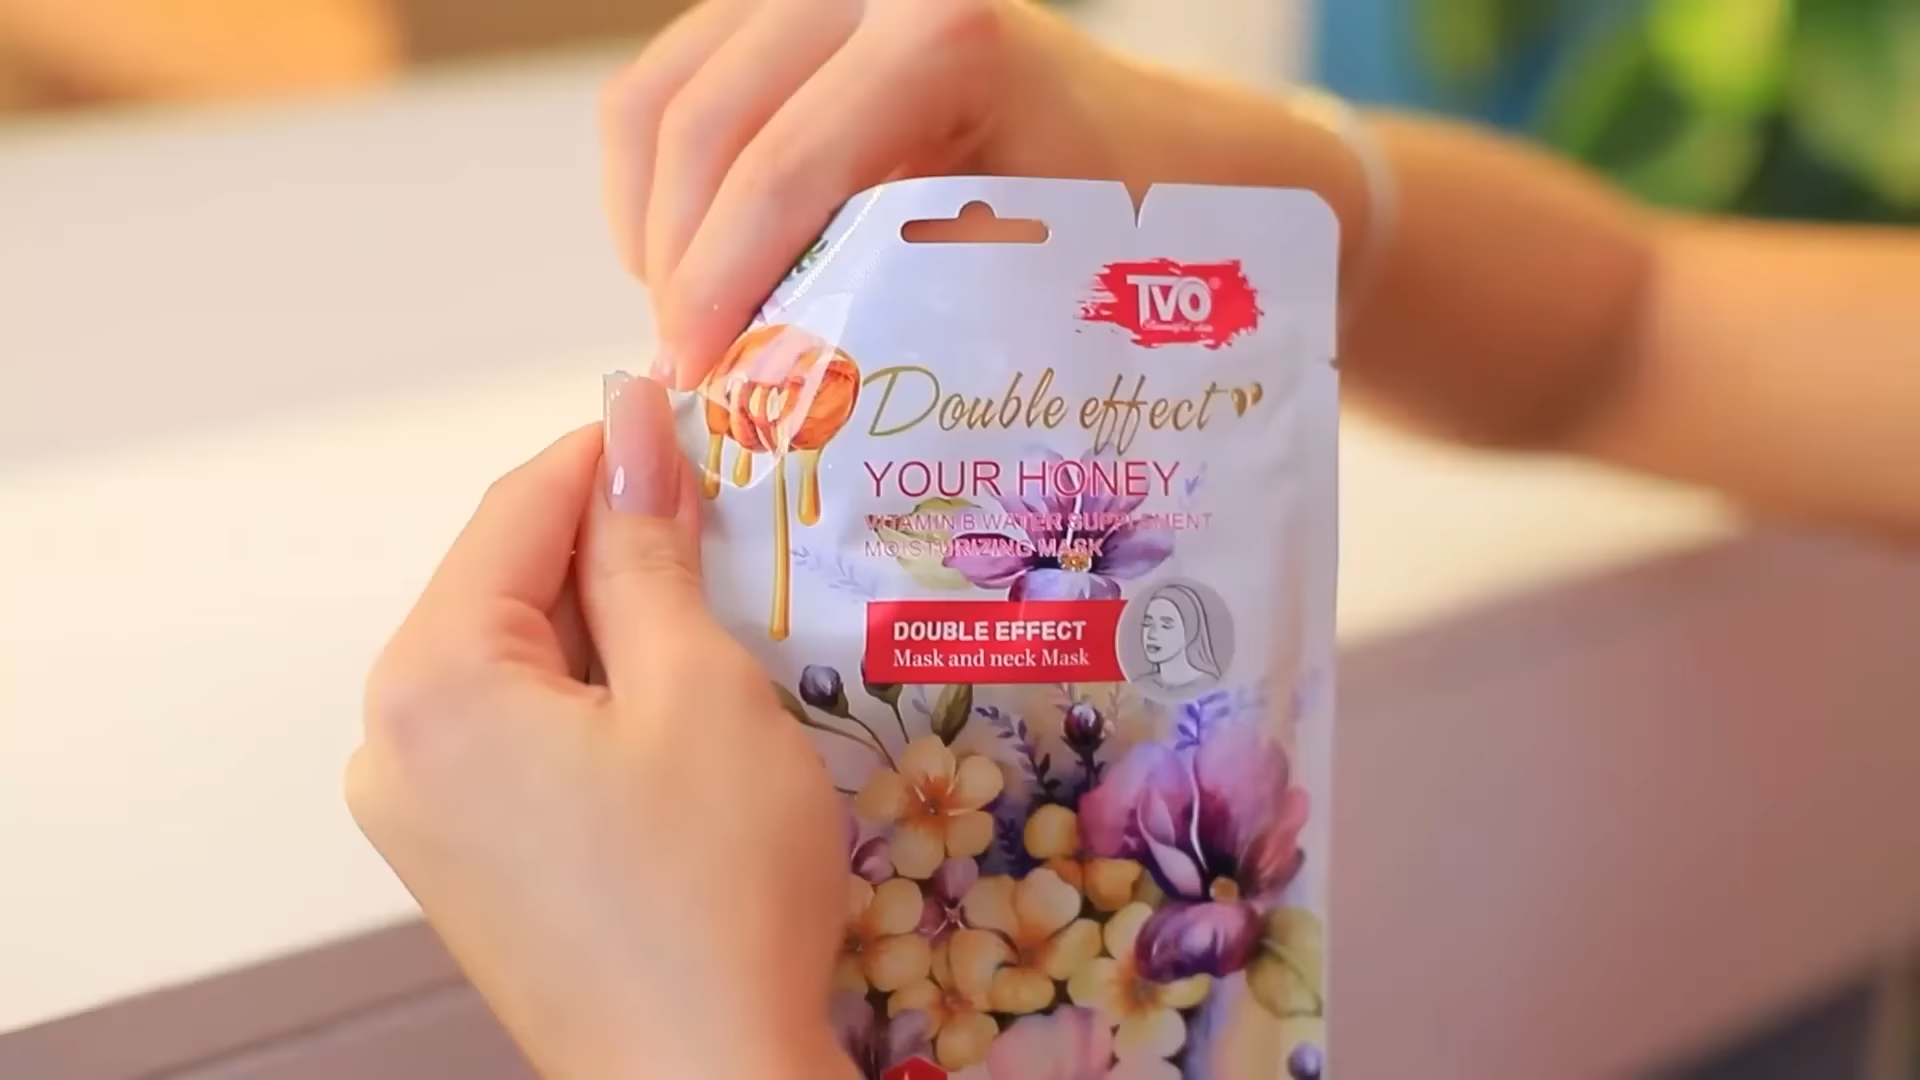 TVO
Double effect
YOUR HONEY
VITAMIN B WATER SUPPLEMENT
MOISTURIZING MASK
DOUBLE EFFECT
Mask and neck Mask